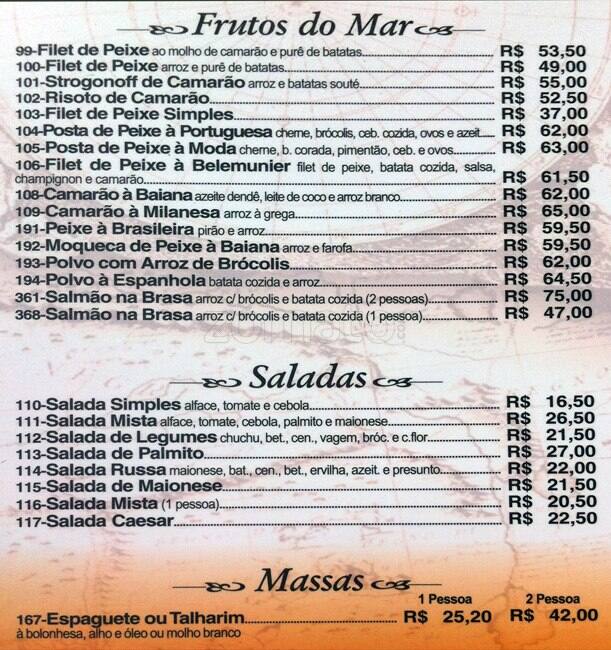 Frutos do Mar
99-Filet de Peixe ao molho de camarão e purê de batatas R$ 53,50
100-Filet de Peixe arroz e purê de batatas R$ 49,00
101-Strogonoff de Camarão arroz e batatas souté R$ 55,00
102-Risoto de Camarão R$ 52,50
103-Filet de Peixe Simples R$ 37,00
104-Posta de Peixe à Portuguesa cherne, brócolis, ceb. cozida, ovos e azeit R$ 62,00
105-Posta de Peixe à Moda cherne, b. corada, pimentão, ceb. e ovos R$ 63,00
106-Filet de Peixe à Belemunier filet de peixe, batata cozida, salsa,
champignon e camarão R$ 61,50
108-Camarão à Baiana azeite dendê, leite de coco e arroz branco R$ 62,00
109-Camarão à Milanesa arroz à grega R$ 65,00
191-Peixe à Brasileira pirão e arroz R$ 59,50
192-Moqueca de Peixe à Baiana arroz e farofa R$ 59,50
193-Polvo com Arroz de Brócolis R$ 62,00
194-Polvo à Espanhola batata cozida e arroz R$ 64,50
361-Salmão na Brasa arroz c/ brócolis e batata cozida (2 pessoas) R$ 75,00
368-Salmão na Brasa arroz c/ brócolis e batata cozida (1 pessoa) R$ 47,00
zomato
Saladas
110-Salada Simples alface, tomate e cebola R$ 16,50
111-Salada Mista alface, tomate, cebola, palmito e maionese R$ 26,50
112-Salada de Legumes chuchu, bet., cen., vagem, bróc. e c.flor R$ 21,50
113-Salada de Palmito R$ 27,00
114-Salada Russa maionese, bat., cen., bet., ervilha, azeit. e presunto R$ 22,00
115-Salada de Maionese R$ 21,50
116-Salada Mista (1 pessoa) R$ 20,50
117-Salada Caesar R$ 22,50
Massas
1 Pessoa 2 Pessoa
167-Espaguete ou Talharim R$ 25,20 R$ 42,00
à bolonhesa, alho e óleo ou molho branco